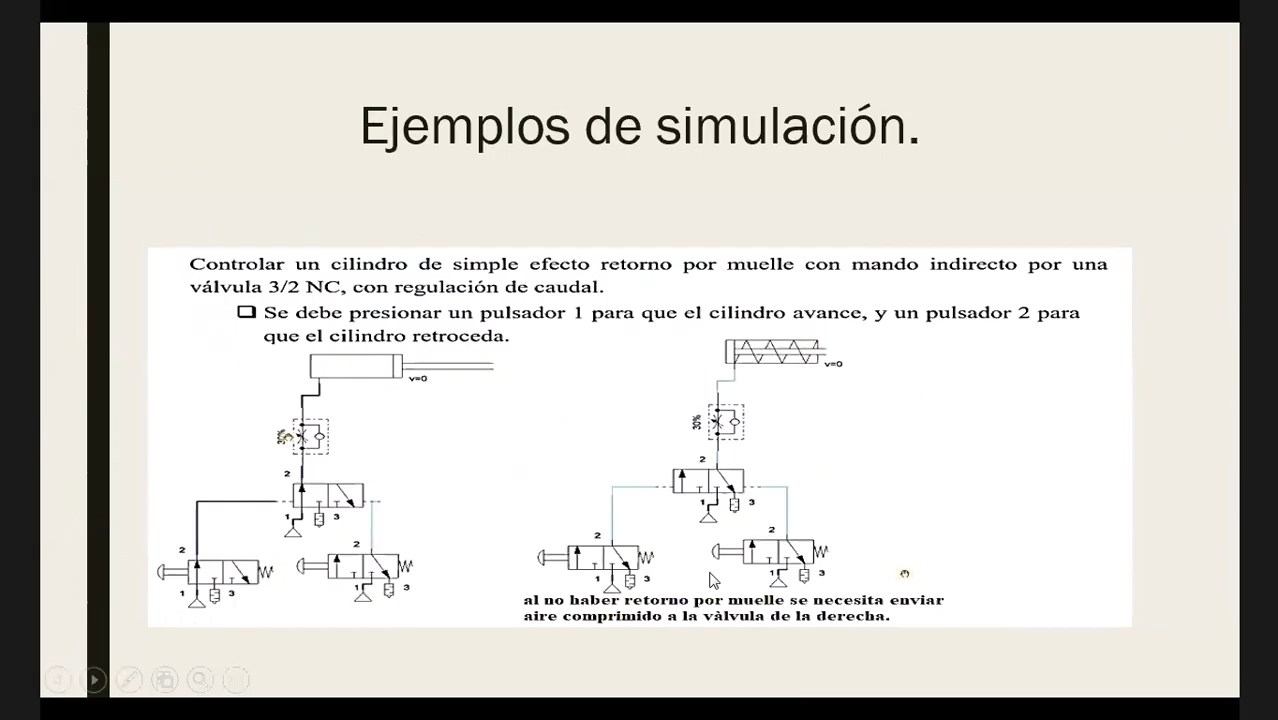 Ejemplos de simulación.
Controlar un cilindro de simple efecto retorno por muelle con mando indirecto por una
válvula 3/2 NC, con regulación de caudal.
Se debe presionar un pulsador 1 para que el cilindro avance, y un pulsador 2 para
que el cilindro retroceda.
v=0
v=0
30%
30%
2
2
1
3
1
3
2
2
2
2
1
3
1
3
1
3
1
3
al no haber retorno por muelle se necesita enviar
aire comprimido a la vàlvula de la derecha.